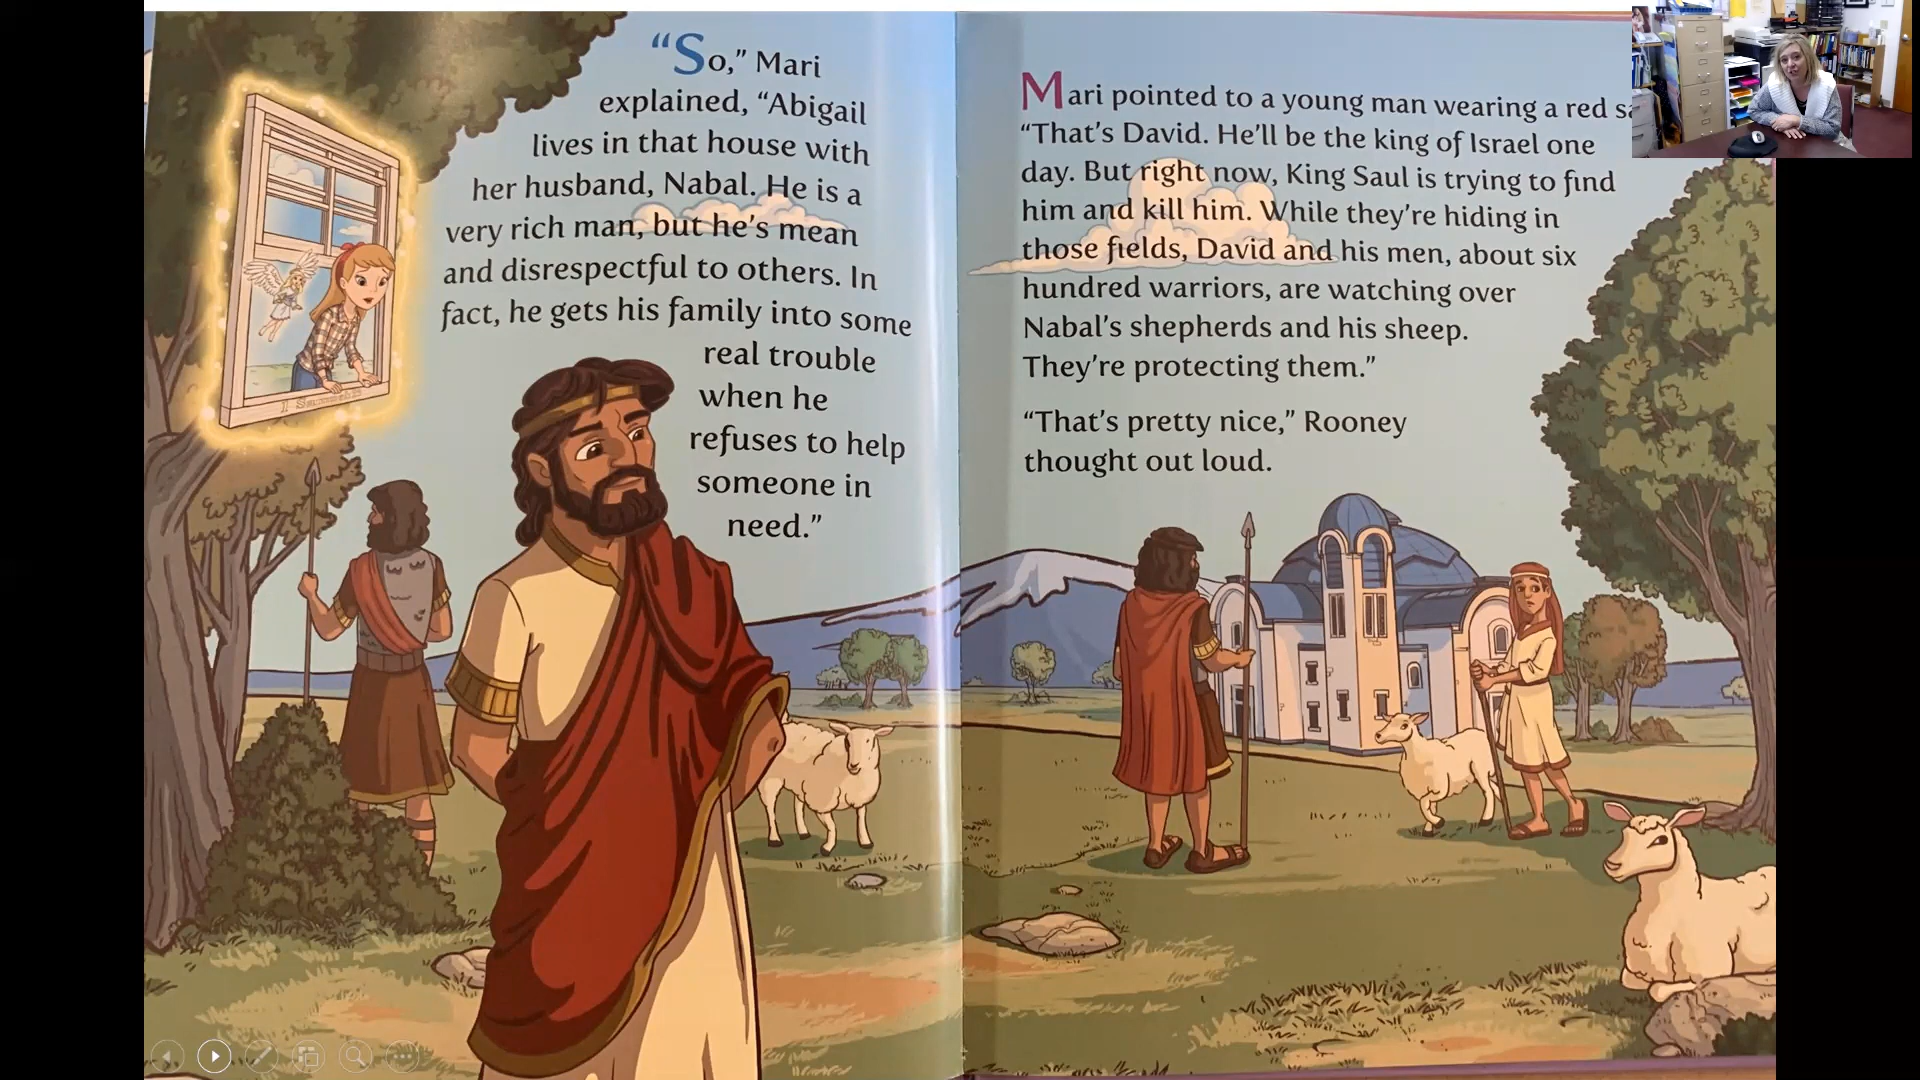 “So,” Mari
explained, “Abigail
lives in that house with
her husband, Nabal. He is a
very rich man, but he’s mean
and disrespectful to others. In
fact, he gets his family into some
real trouble
when he
refuses to help
someone in
need.”
1 Samuel 25
Mari pointed to a young man wearing a red
“That’s David. He’ll be the king of Israel one
day. But right now, King Saul is trying to find
him and kill him. While they’re hiding in
those fields, David and his men, about six
hundred warriors, are watching over
Nabal’s shepherds and his sheep.
They’re protecting them.”
“That’s pretty nice,” Rooney
thought out loud.